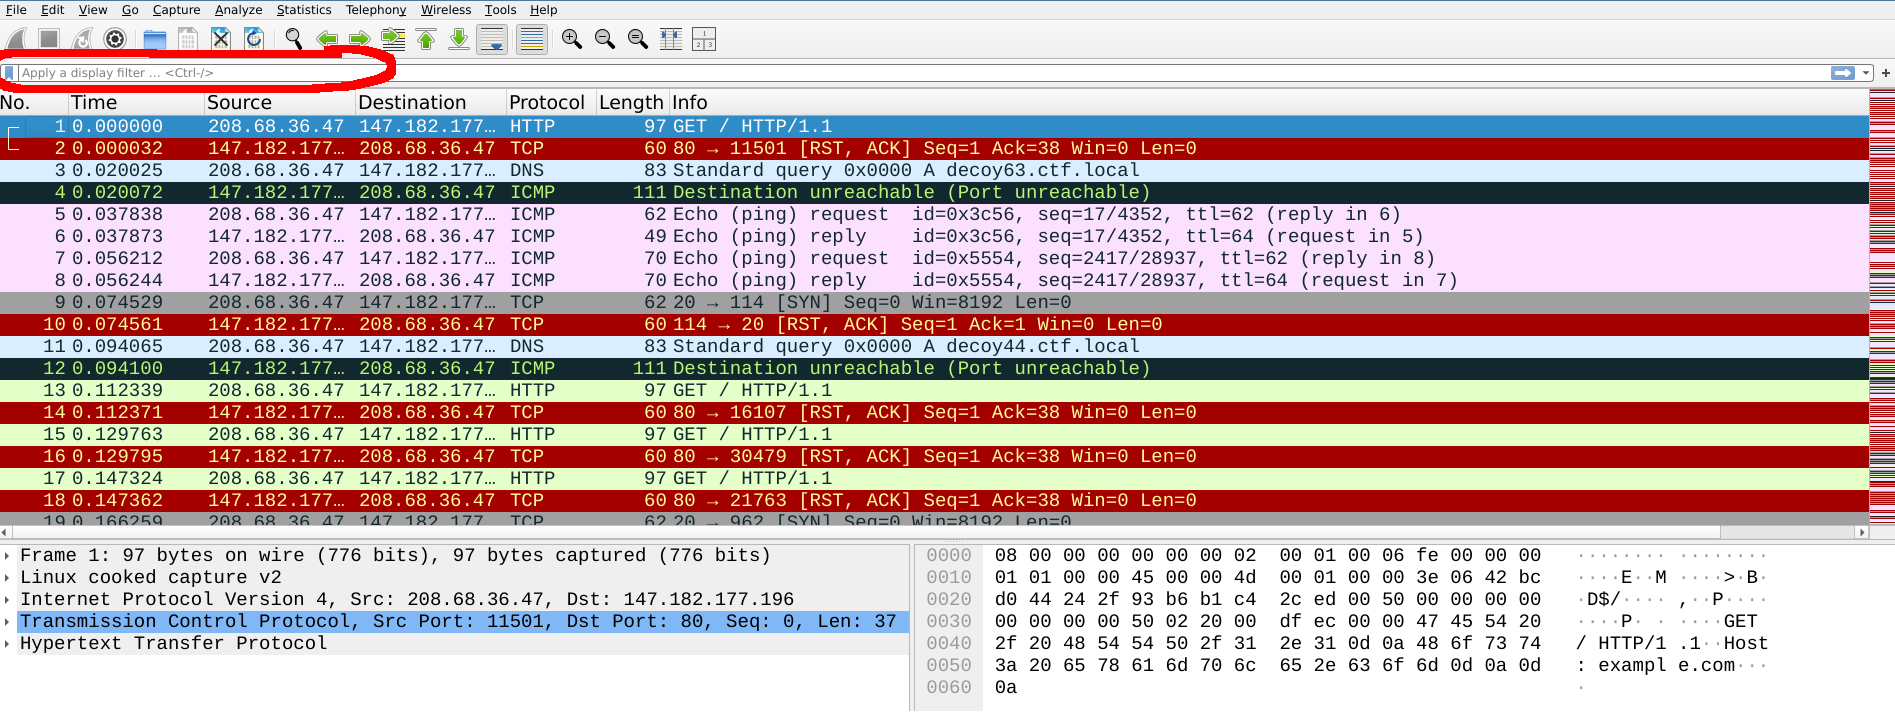 File Edit View Go Capture Analyze Statistics Telephony Wireless Tools Help
Apply a display filter … <Ctrl-/>
No. Time Source Destination Protocol Length Info
1 0.000000 208.68.36.47 147.182.177… HTTP 97 GET / HTTP/1.1
2 0.000032 147.182.177… 208.68.36.47 TCP 60 80 → 11501 [RST, ACK] Seq=1 Ack=38 Win=0 Len=0
3 0.020025 208.68.36.47 147.182.177… DNS 83 Standard query 0x0000 A decoy63.ctf.local
4 0.020072 147.182.177… 208.68.36.47 ICMP 111 Destination unreachable (Port unreachable)
5 0.037838 208.68.36.47 147.182.177… ICMP 62 Echo (ping) request id=0x3c56, seq=17/4352, ttl=62 (reply in 6)
6 0.037873 147.182.177… 208.68.36.47 ICMP 49 Echo (ping) reply id=0x3c56, seq=17/4352, ttl=64 (request in 5)
7 0.056212 208.68.36.47 147.182.177… ICMP 70 Echo (ping) request id=0x5554, seq=2417/28937, ttl=62 (reply in 8)
8 0.056244 147.182.177… 208.68.36.47 ICMP 70 Echo (ping) reply id=0x5554, seq=2417/28937, ttl=64 (request in 7)
9 0.074529 208.68.36.47 147.182.177… TCP 62 20 → 114 [SYN] Seq=0 Win=8192 Len=0
10 0.074561 147.182.177… 208.68.36.47 TCP 60 114 → 20 [RST, ACK] Seq=1 Ack=1 Win=0 Len=0
11 0.094065 208.68.36.47 147.182.177… DNS 83 Standard query 0x0000 A decoy44.ctf.local
12 0.094100 147.182.177… 208.68.36.47 ICMP 111 Destination unreachable (Port unreachable)
13 0.112339 208.68.36.47 147.182.177… HTTP 97 GET / HTTP/1.1
14 0.112371 147.182.177… 208.68.36.47 TCP 60 80 → 16107 [RST, ACK] Seq=1 Ack=38 Win=0 Len=0
15 0.129763 208.68.36.47 147.182.177… HTTP 97 GET / HTTP/1.1
16 0.129795 147.182.177… 208.68.36.47 TCP 60 80 → 30479 [RST, ACK] Seq=1 Ack=38 Win=0 Len=0
17 0.147324 208.68.36.47 147.182.177… HTTP 97 GET / HTTP/1.1
18 0.147362 147.182.177… 208.68.36.47 TCP 60 80 → 21763 [RST, ACK] Seq=1 Ack=38 Win=0 Len=0
19 0.166259 208.68.36.47 147.182.177 TCP 62 20 → 962 [SYN] Seq=0 Win=8192 Len=0
Frame 1: 97 bytes on wire (776 bits), 97 bytes captured (776 bits)
Linux cooked capture v2
Internet Protocol Version 4, Src: 208.68.36.47, Dst: 147.182.177.196
Transmission Control Protocol, Src Port: 11501, Dst Port: 80, Seq: 0, Len: 37
Hypertext Transfer Protocol
0000 08 00 00 00 00 00 00 02 00 01 00 06 fe 00 00 00 ········ ········
0010 01 01 00 00 45 00 00 4d 00 01 00 00 3e 06 42 bc ····E··M ····>·B·
0020 d0 44 24 2f 93 b6 b1 c4 2c ed 00 50 00 00 00 00 ·D$/···· ,··P····
0030 00 00 00 00 50 02 20 00 df ec 00 00 47 45 54 20 ····P· · ····GET
0040 2f 20 48 54 54 50 2f 31 2e 31 0d 0a 48 6f 73 74 / HTTP/1 .1··Host
0050 3a 20 65 78 61 6d 70 6c 65 2e 63 6f 6d 0d 0a 0d : exampl e.com···
0060 0a ·